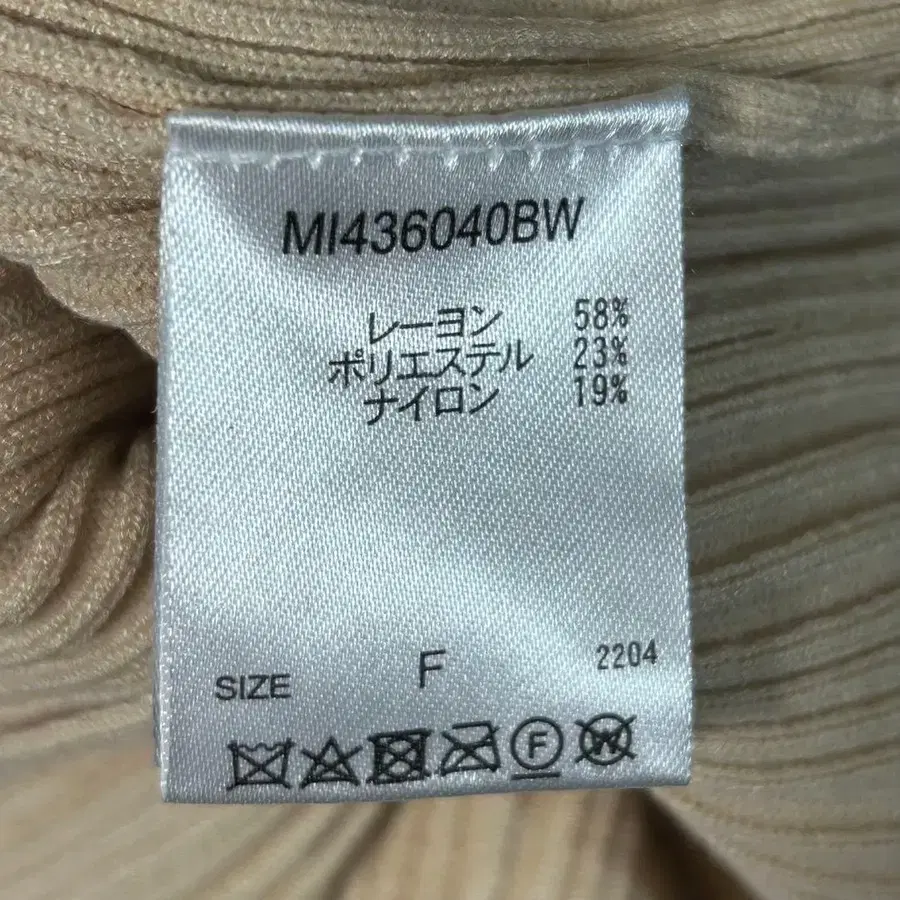 MI436040BW
レーヨン 58%
ポリエステル 23%
ナイロン 19%
SIZE F 2204
F W